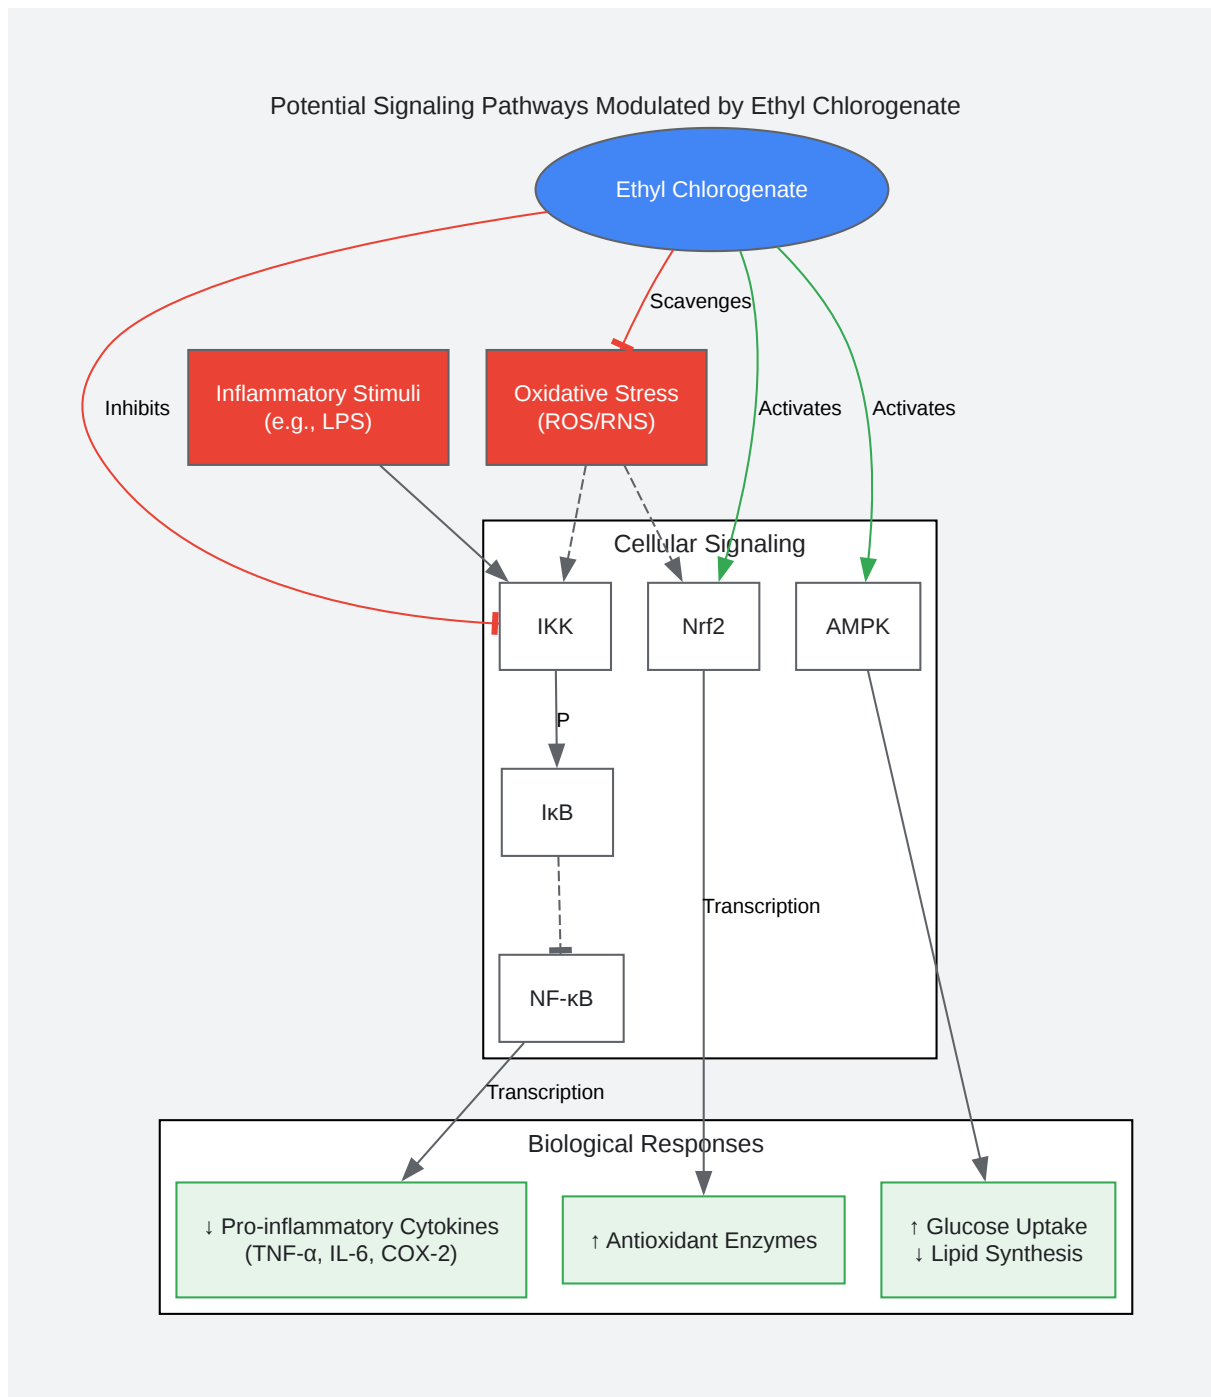 Potential Signaling Pathways Modulated by Ethyl Chlorogenate
Ethyl Chlorogenate
Scavenges
Inflammatory Stimuli
(e.g., LPS)
Oxidative Stress
(ROS/RNS)
Inhibits
Activates
Activates
Cellular Signaling
IKK
Nrf2
AMPK
P
IκB
Transcription
NF-κB
Transcription
Biological Responses
↓ Pro-inflammatory Cytokines
(TNF-α, IL-6, COX-2)
↑ Antioxidant Enzymes
↑ Glucose Uptake
↓ Lipid Synthesis